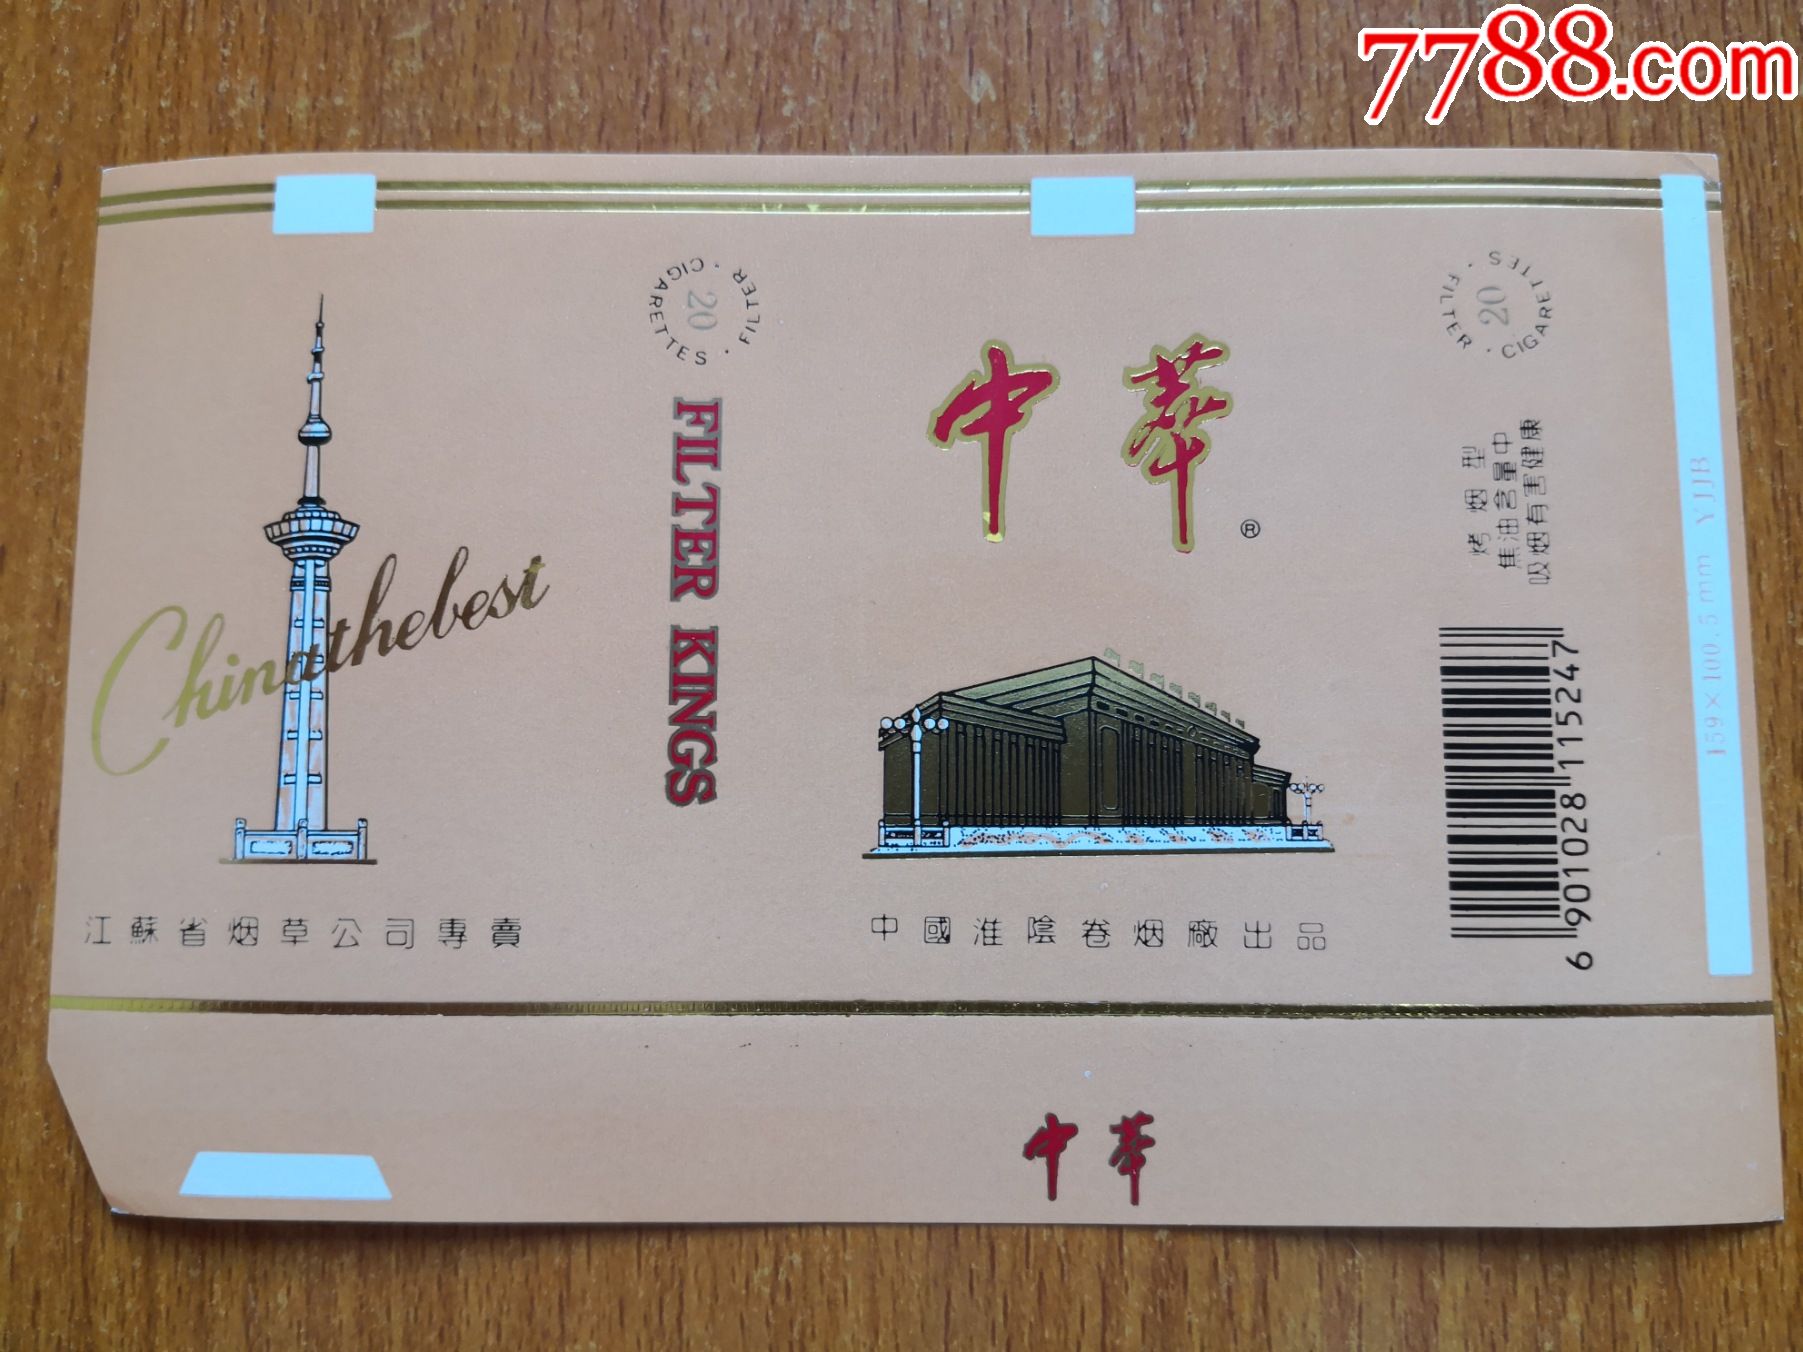 7788.com
20
CIGARETTES · FILTER ·
Chinathebest
江蘇省烟草公司專賣
FILTER KINGS
中華
®
中國淮陰卷烟廠出品
20
CIGARETTES · FILTER ·
烤烟型
焦油含量中
吸烟有害健康
6 901028 115247
159×100.5mm YJJB
中華